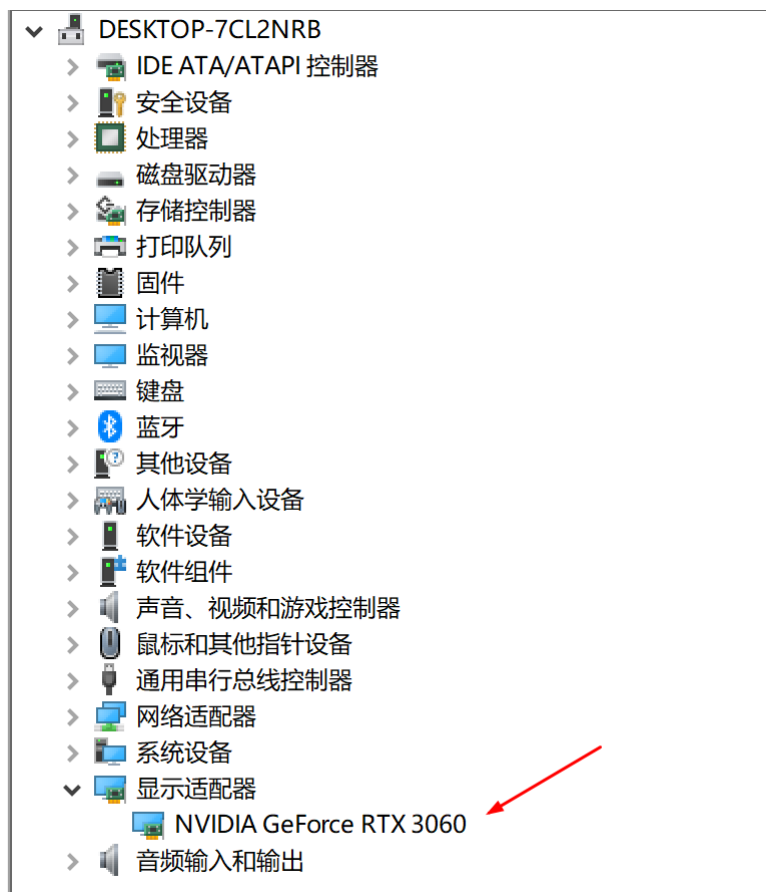 DESKTOP-7CL2NRB
IDE ATA/ATAPI 控制器
安全设备
处理器
磁盘驱动器
存储控制器
打印队列
固件
计算机
监视器
键盘
蓝牙
其他设备
人体学输入设备
软件设备
软件组件
声音、视频和游戏控制器
鼠标和其他指针设备
通用串行总线控制器
网络适配器
系统设备
显示适配器
NVIDIA GeForce RTX 3060
音频输入和输出